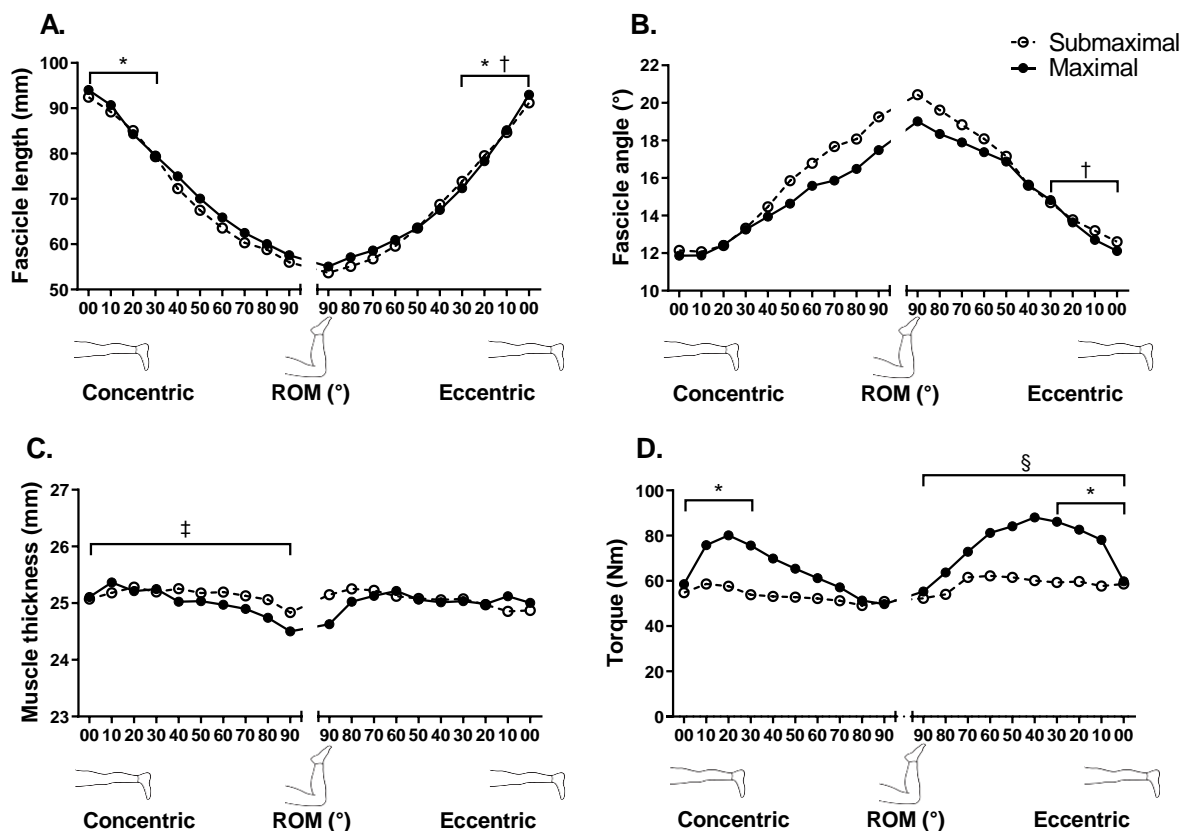 A.
* * †
100
90
80
70
60
50
Fascicle length (mm)
00 10 20 30 40 50 60 70 80 90 90 80 70 60 50 40 30 20 10 00
Concentric ROM (°) Eccentric
B.
Submaximal
Maximal
†
22
20
18
16
14
12
10
Fascicle angle (°)
00 10 20 30 40 50 60 70 80 90 90 80 70 60 50 40 30 20 10 00
Concentric ROM (°) Eccentric
C.
‡
27
26
25
24
23
Muscle thickness (mm)
00 10 20 30 40 50 60 70 80 90 90 80 70 60 50 40 30 20 10 00
Concentric ROM (°) Eccentric
D.
§
* *
100
80
60
40
20
0
Torque (Nm)
00 10 20 30 40 50 60 70 80 90 90 80 70 60 50 40 30 20 10 00
Concentric ROM (°) Eccentric